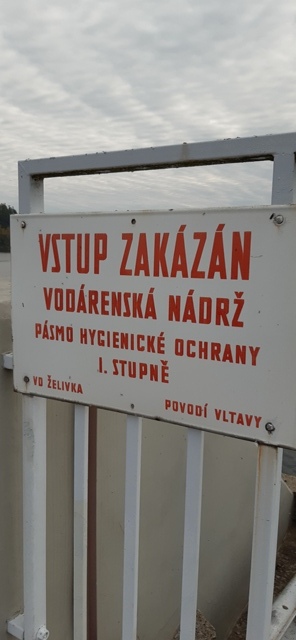 VSTUP ZAKÁZÁN
VODÁRENSKÁ NÁDRŽ
PÁSMO HYGIENICKÉ OCHRANY
I. STUPNĚ
VD ŽELIVKA
POVODÍ VLTAVY